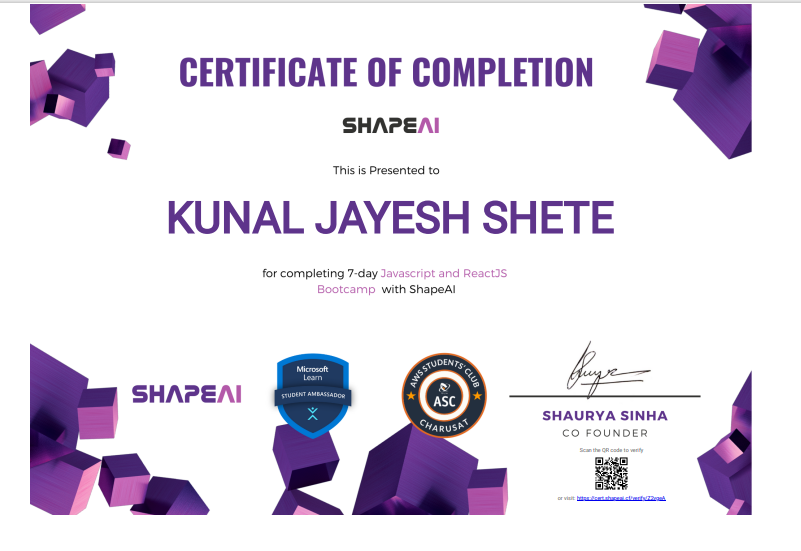 CERTIFICATE OF COMPLETION
SHAPEAI
This is Presented to
KUNAL JAYESH SHETE
for completing 7-day Javascript and ReactJS
Bootcamp with ShapeAI
SHAPEAI
Microsoft
Learn
STUDENT AMBASSADOR
AWS STUDENTS' CLUB
ASC
CHARUSAT
SHAURYA SINHA
CO FOUNDER
Scan the QR code to verify
or visit: https://cert.shapeai.cf/verify/Z2vgeA